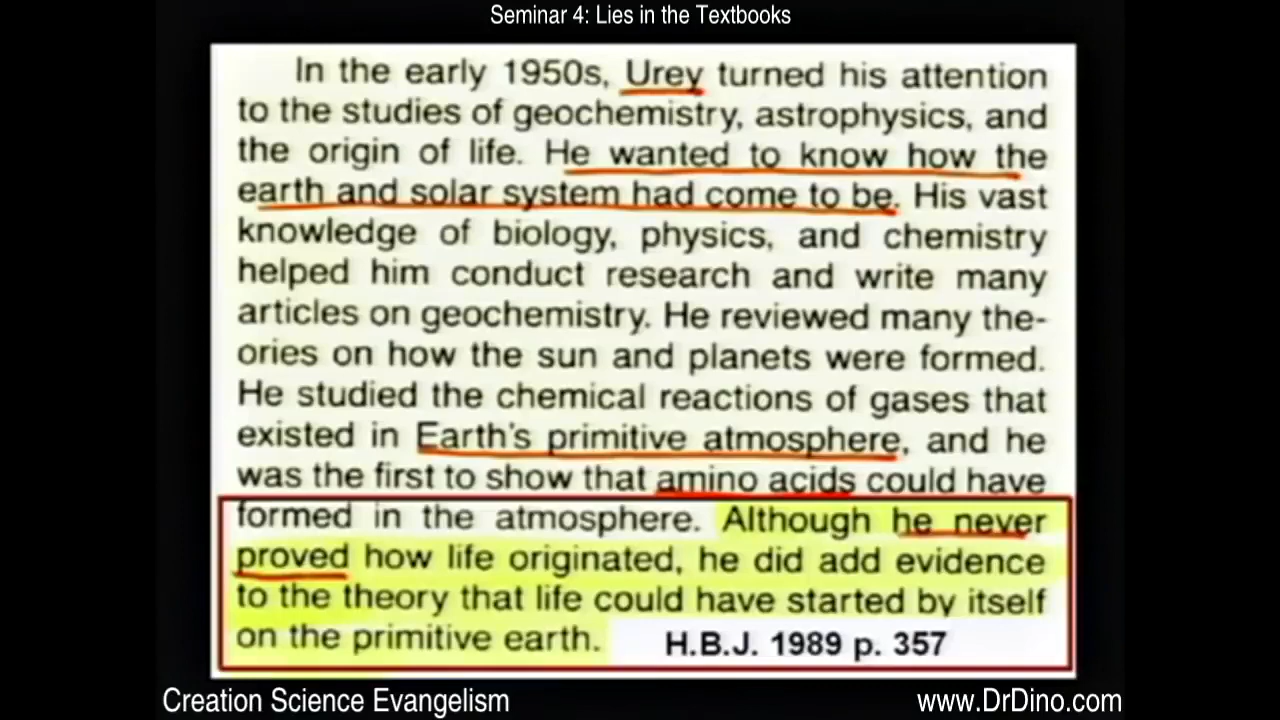 Seminar 4: Lies in the Textbooks
In the early 1950s, Urey turned his attention
to the studies of geochemistry, astrophysics, and
the origin of life. He wanted to know how the
earth and solar system had come to be. His vast
knowledge of biology, physics, and chemistry
helped him conduct research and write many
articles on geochemistry. He reviewed many the-
ories on how the sun and planets were formed.
He studied the chemical reactions of gases that
existed in Earth's primitive atmosphere, and he
was the first to show that amino acids could have
formed in the atmosphere. Although he never
proved how life originated, he did add evidence
to the theory that life could have started by itself
on the primitive earth.
H.B.J. 1989 p. 357
Creation Science Evangelism
www.DrDino.com